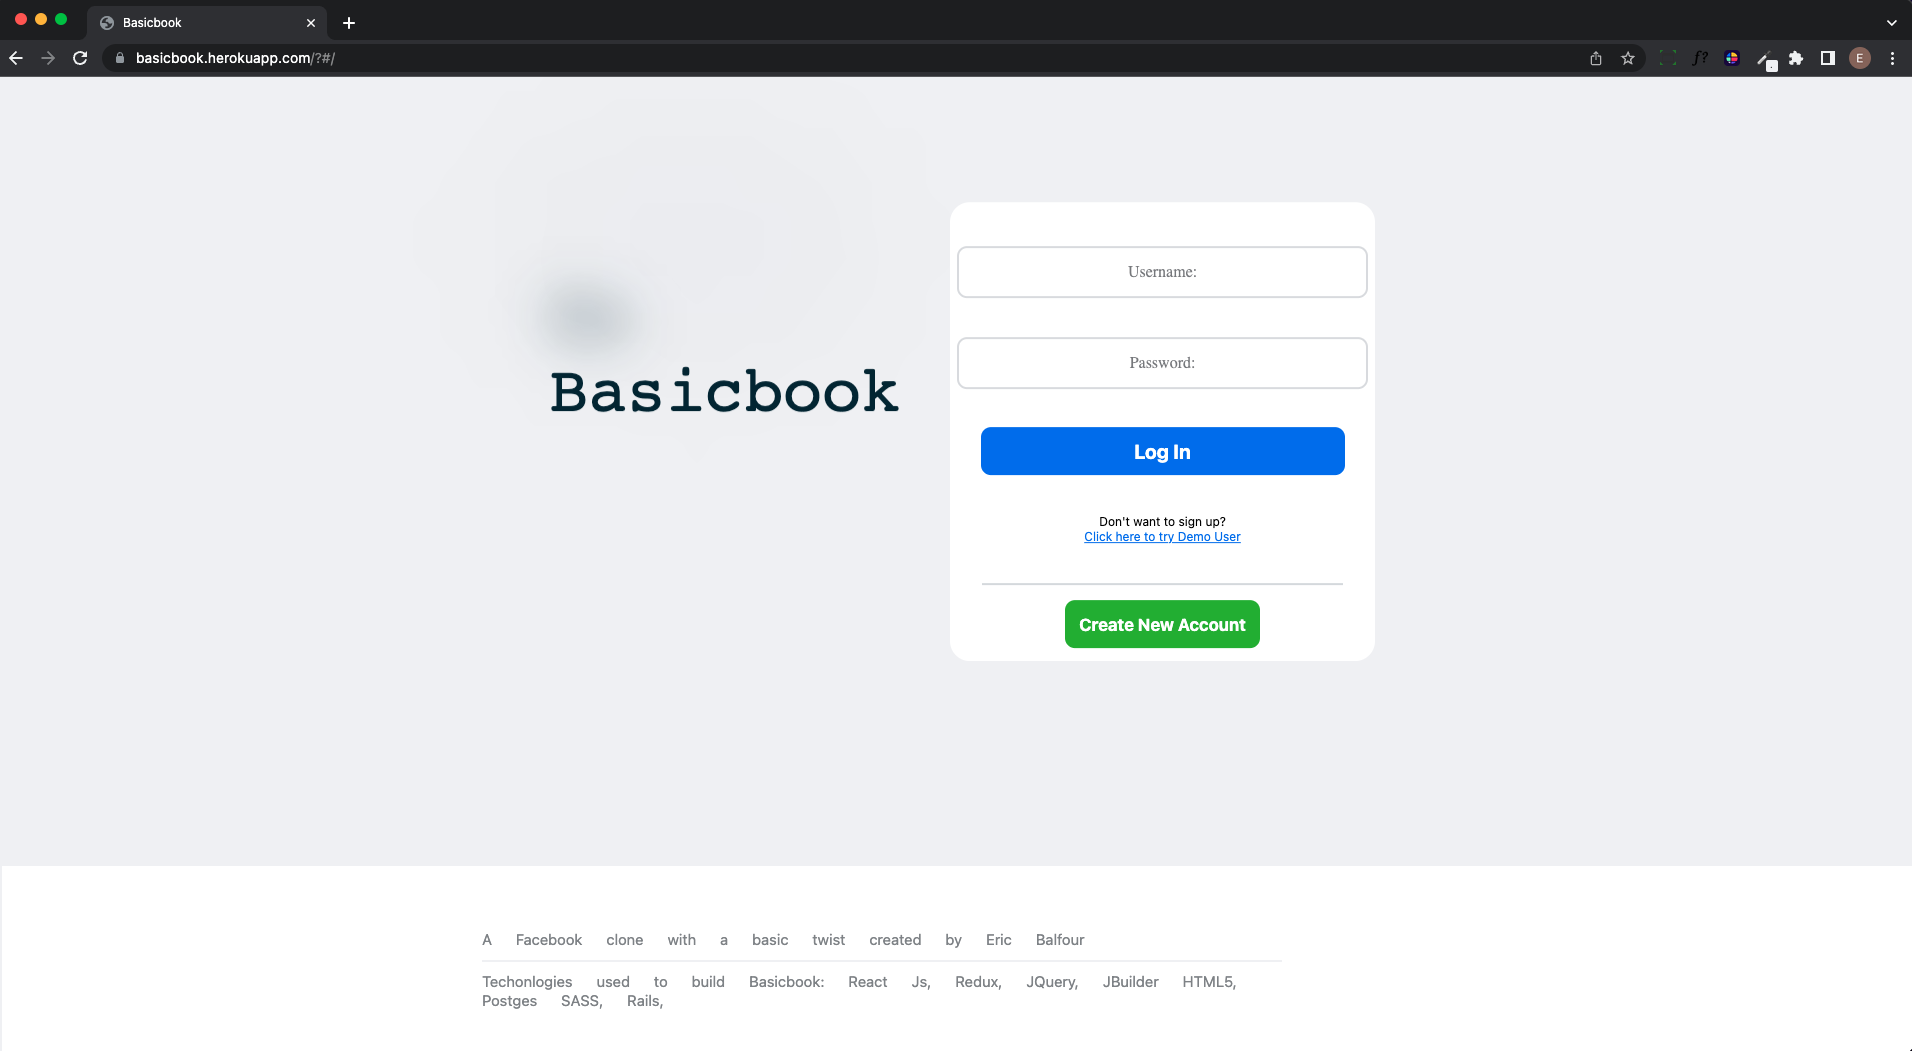 Basicbook
basicbook.herokuapp.com/?#/
f?
E
Username:
Password:
Basicbook
Log In
Don't want to sign up?
Click here to try Demo User
Create New Account
A Facebook clone with a basic twist created by Eric Balfour
Techonlogies used to build Basicbook: React Js, Redux, JQuery, JBuilder HTML5,
Postges SASS, Rails,